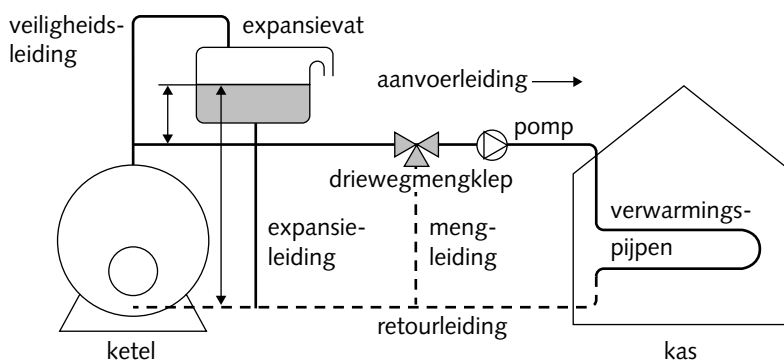 veiligheids-
leiding
expansievat
aanvoerleiding
pomp
driewegmengklep
expansie-
leiding
meng-
leiding
verwarmings-
pijpen
retourleiding
ketel
kas